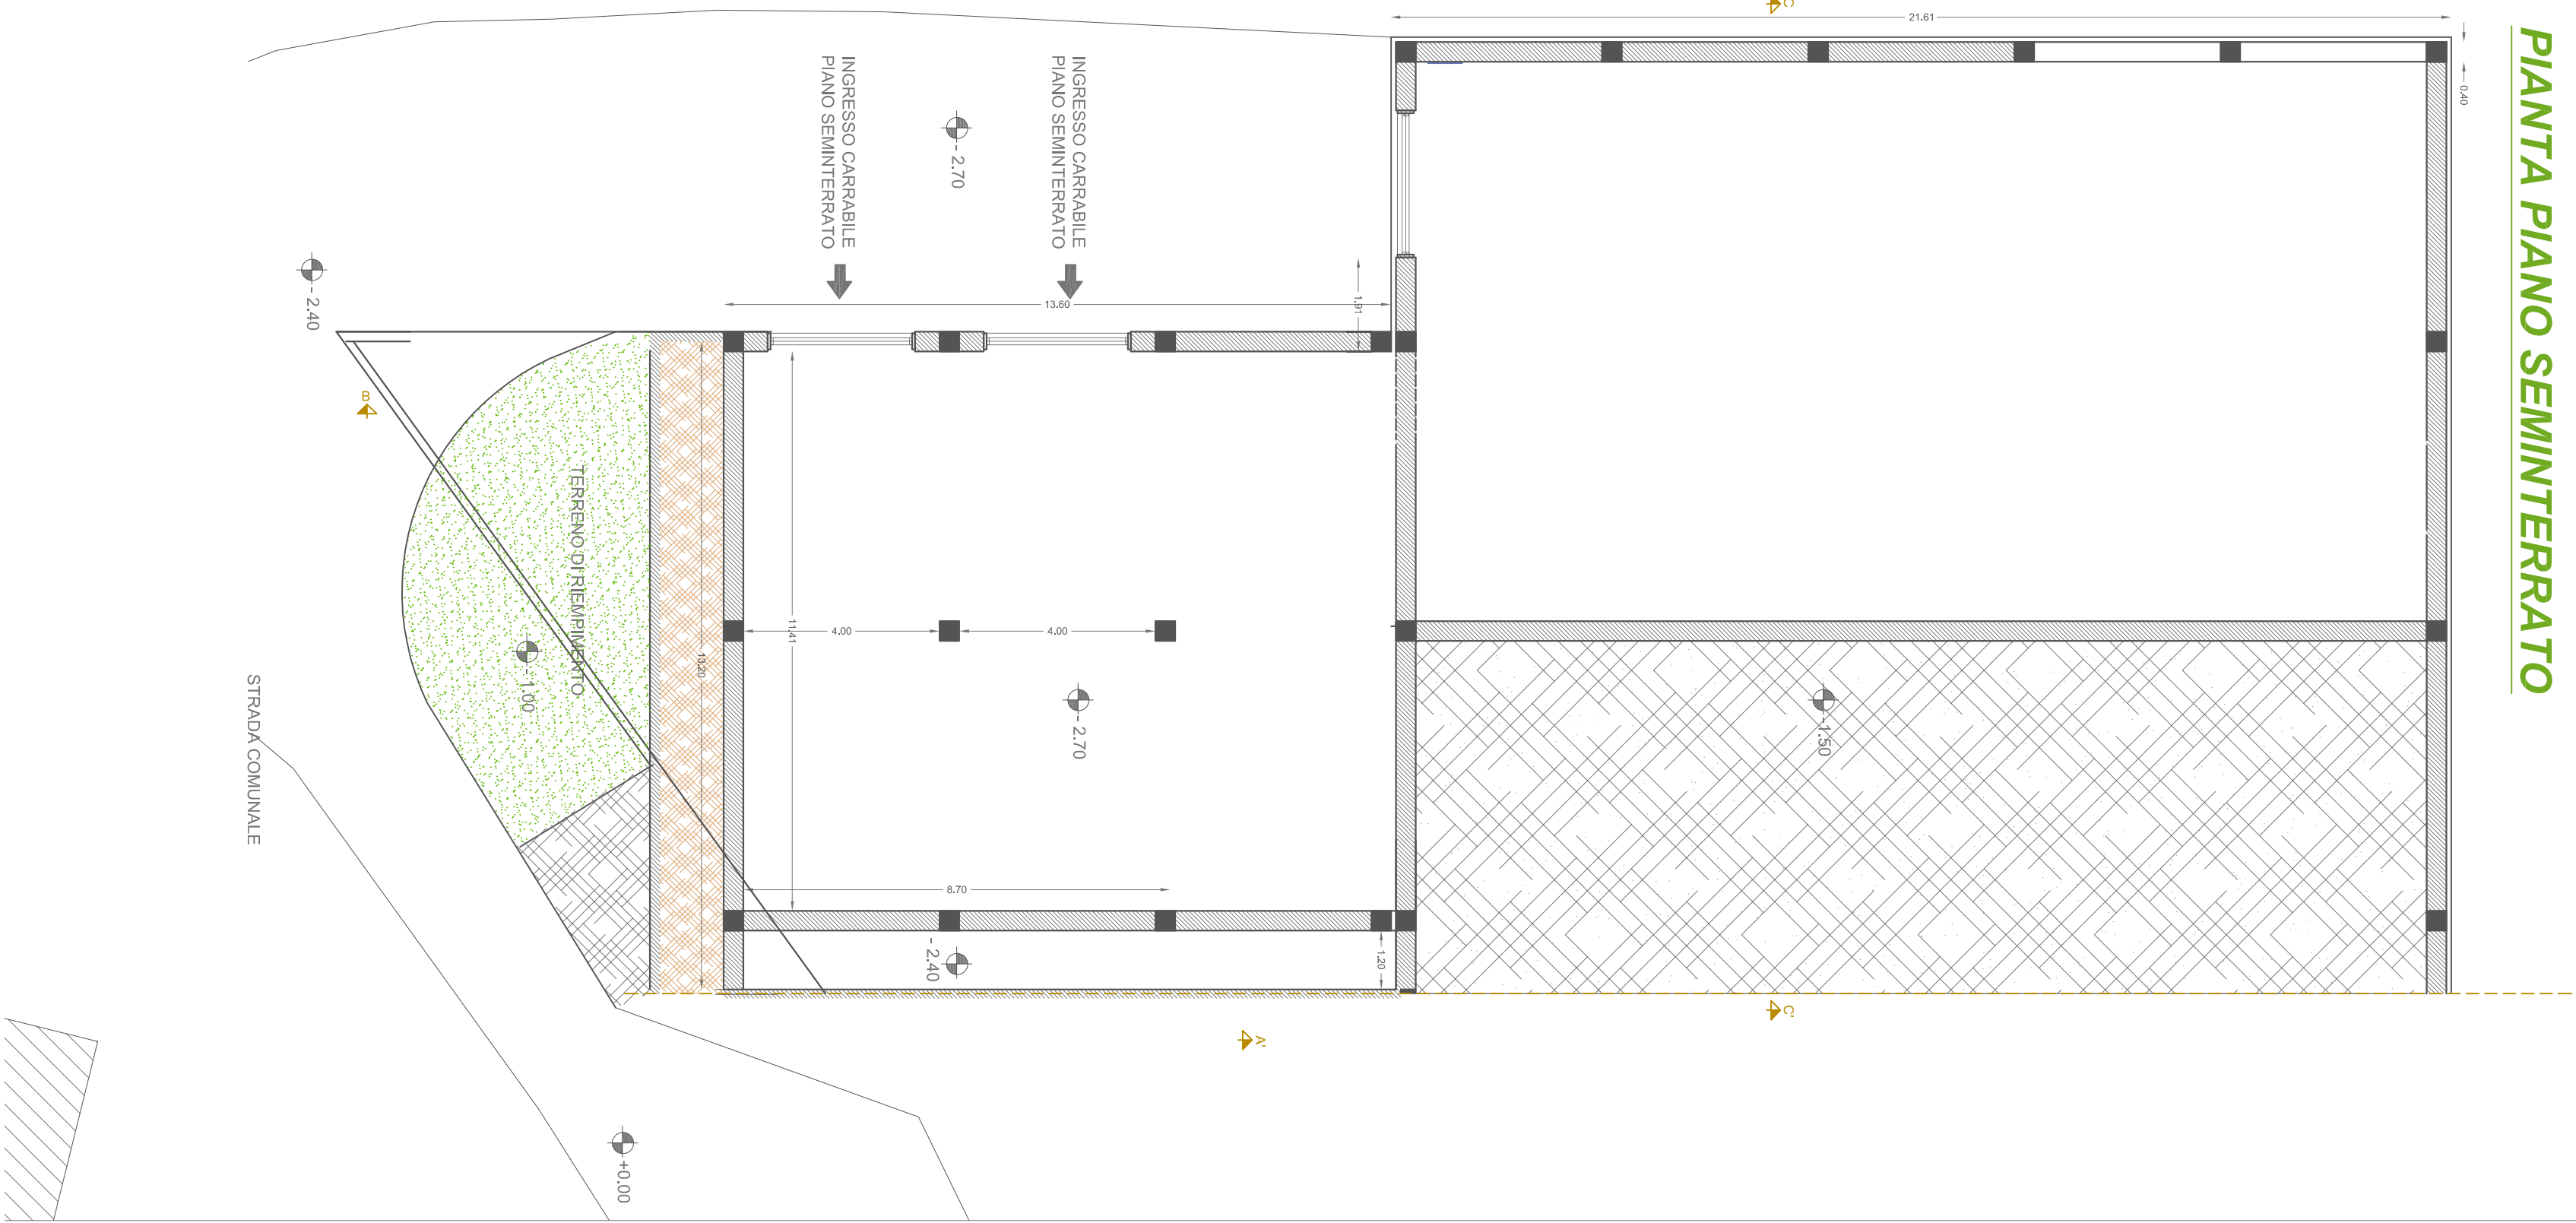 PIANTA PIANO SEMINTERRATO
C
21.61
0.40
INGRESSO CARRABILE
PIANO SEMINTERRATO
INGRESSO CARRABILE
PIANO SEMINTERRATO
- 2.70
- 2.40
13.60
1.91
B
TERRENO DI RIEMPIMENTO
- 1.00
13.20
11.41
4.00
4.00
- 2.70
-1.50
8.70
- 2.40
1.20
STRADA COMUNALE
C'
A'
+0.00